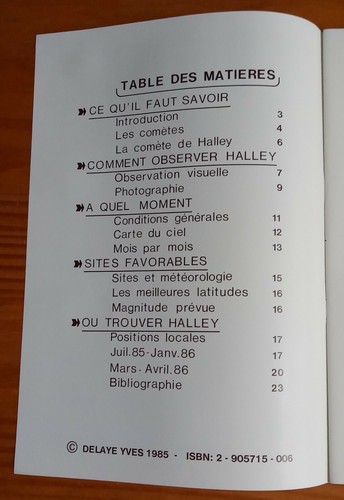 TABLE DES MATIERES
CE QU'IL FAUT SAVOIR
Introduction 3
Les comètes 4
La comète de Halley 6
COMMENT OBSERVER HALLEY
Observation visuelle 7
Photographie 9
A QUEL MOMENT
Conditions générales 11
Carte du ciel 12
Mois par mois 13
SITES FAVORABLES
Sites et météorologie 15
Les meilleures latitudes 16
Magnitude prévue 16
OU TROUVER HALLEY
Positions locales 17
Juil.85-Janv.86 17
Mars-Avril.86 20
Bibliographie 23
© DELAYE YVES 1985 - ISBN: 2-905715-006